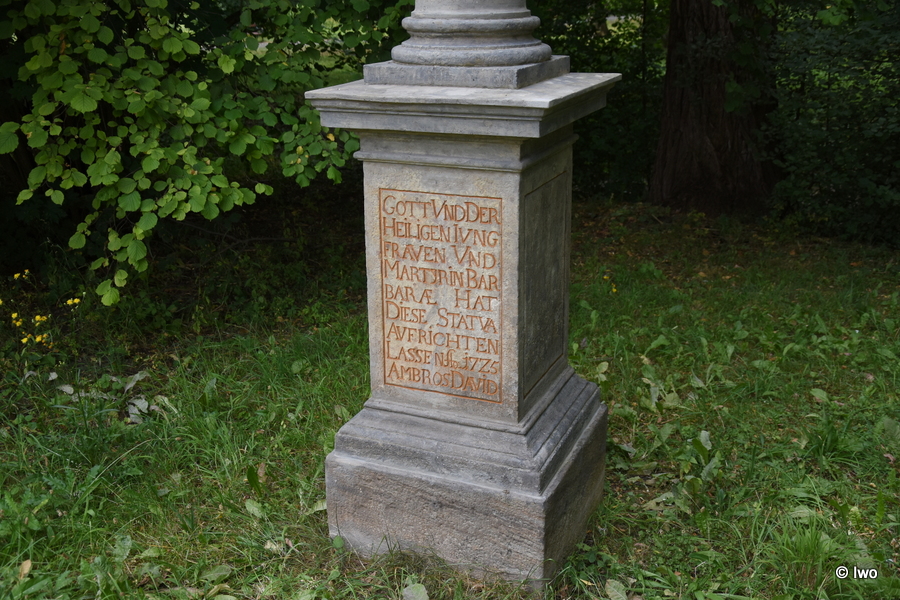 GOTT VND DER
HEILIGEN IVNG
FRAVEN VND
MARTIRIN BAR
BARÆ HAT
DIESE STATVA
AVFRICHTEN
LASSEN 1725
AMBROS DAVID
© Iwo